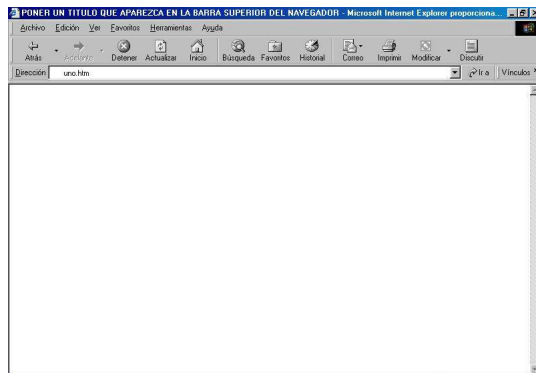 PONER UN TITULO QUE APAREZCA EN LA BARRA SUPERIOR DEL NAVEGADOR - Microsoft Internet Explorer proporciona...
Archivo Edición Ver Favoritos Herramientas Ayuda
Atrás Adelante Detener Actualizar Inicio Búsqueda Favoritos Historial Correo Imprimir Modificar Discutir
Dirección uno.htm Ir a Vínculos